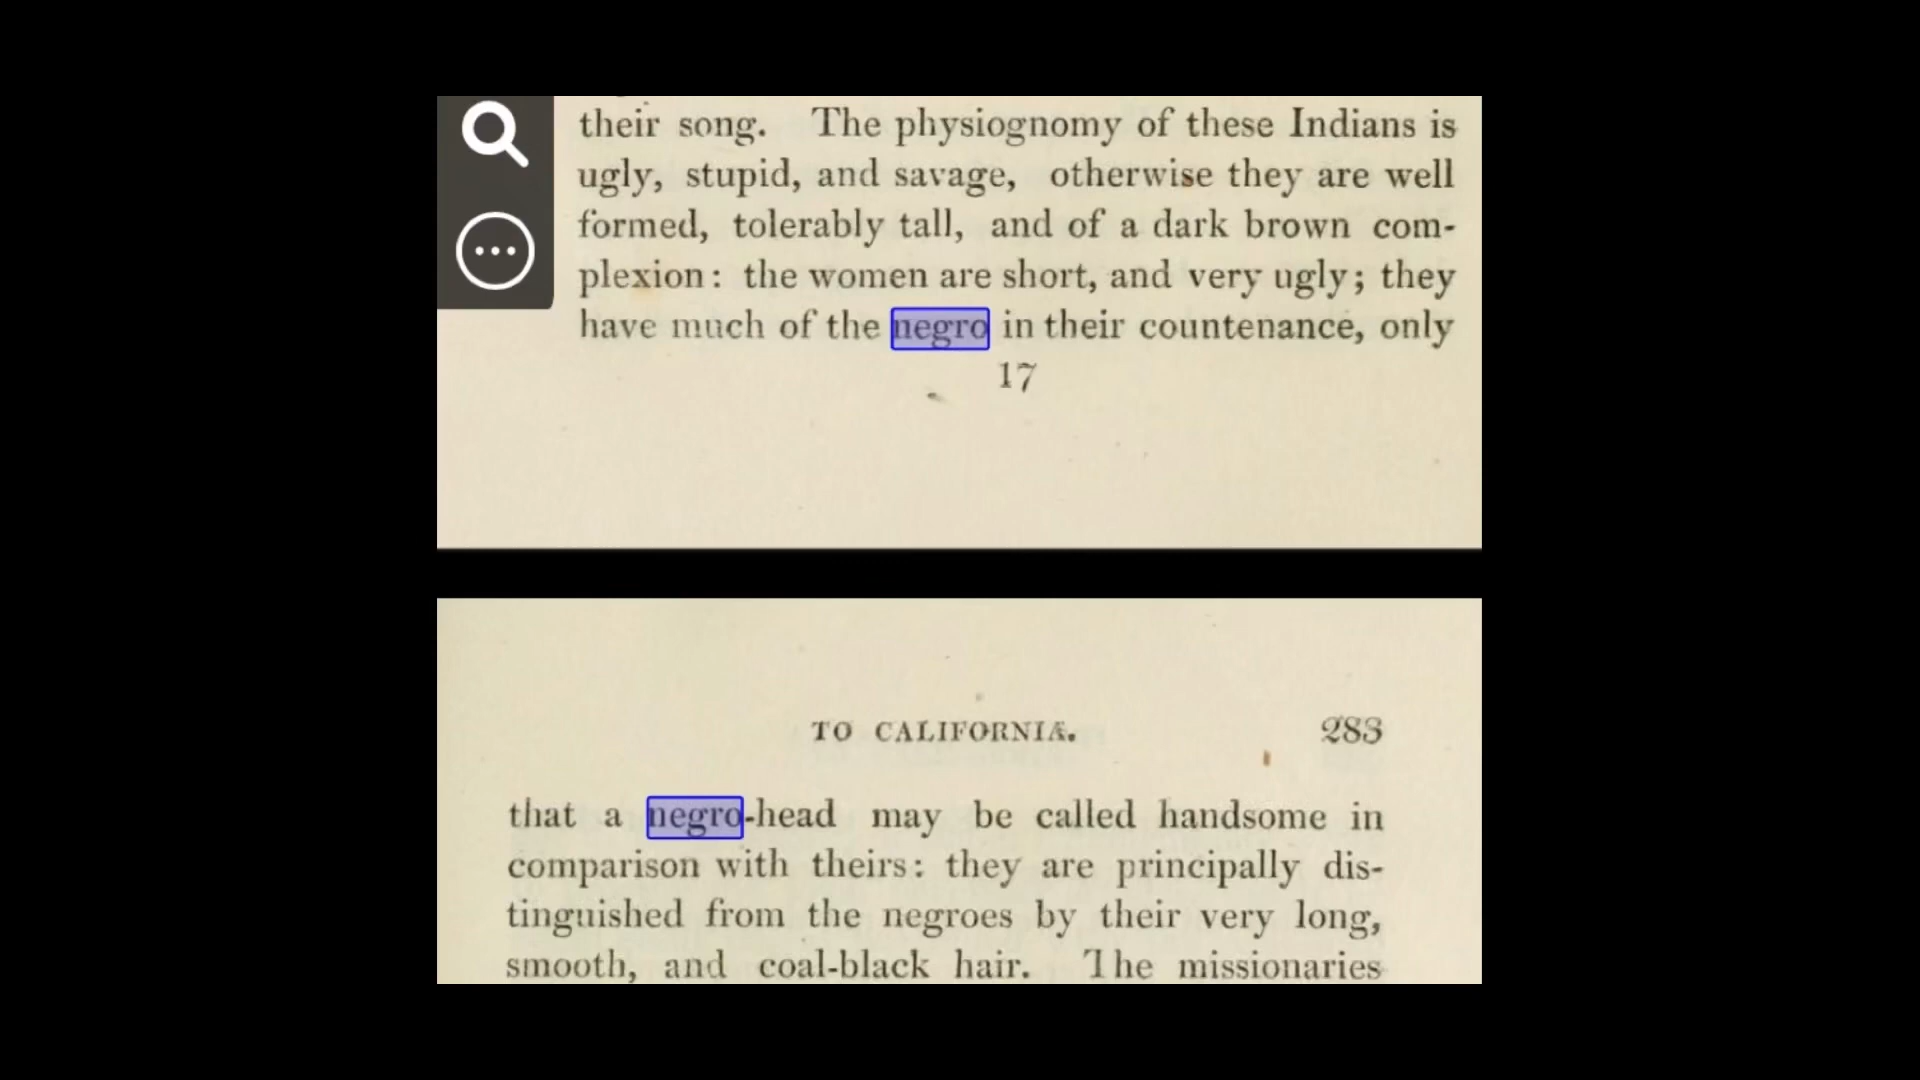 their song. The physiognomy of these Indians is
ugly, stupid, and savage, otherwise they are well
formed, tolerably tall, and of a dark brown com-
plexion: the women are short, and very ugly; they
have much of the negro in their countenance, only
17
TO CALIFORNIA. 283
that a negro-head may be called handsome in
comparison with theirs: they are principally dis-
tinguished from the negroes by their very long,
smooth, and coal-black hair. The missionaries